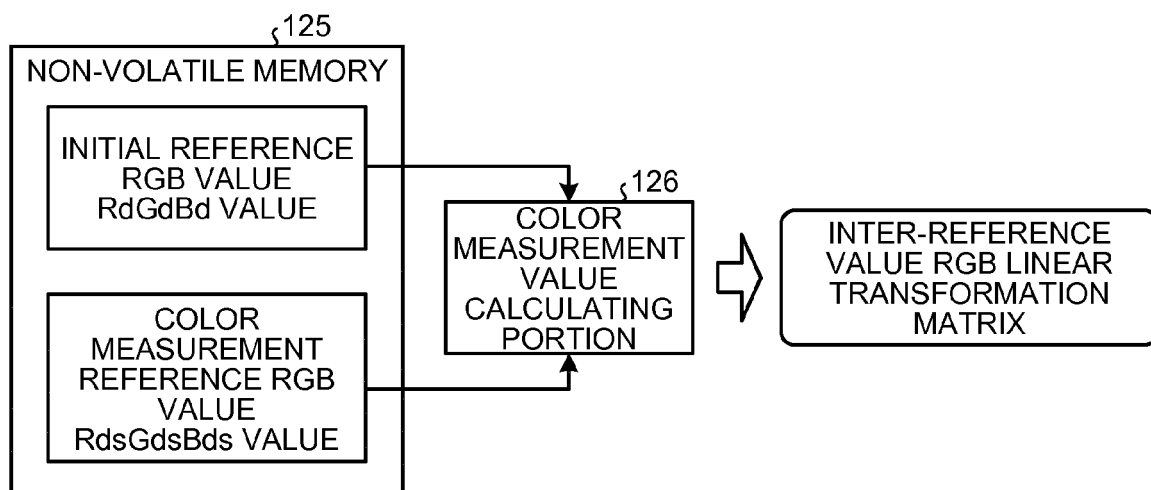 125
NON-VOLATILE MEMORY
INITIAL REFERENCE
RGB VALUE
RdGdBd VALUE
COLOR
MEASUREMENT
REFERENCE RGB
VALUE
RdsGdsBds VALUE
126
COLOR
MEASUREMENT
VALUE
CALCULATING
PORTION
INTER-REFERENCE
VALUE RGB LINEAR
TRANSFORMATION
MATRIX